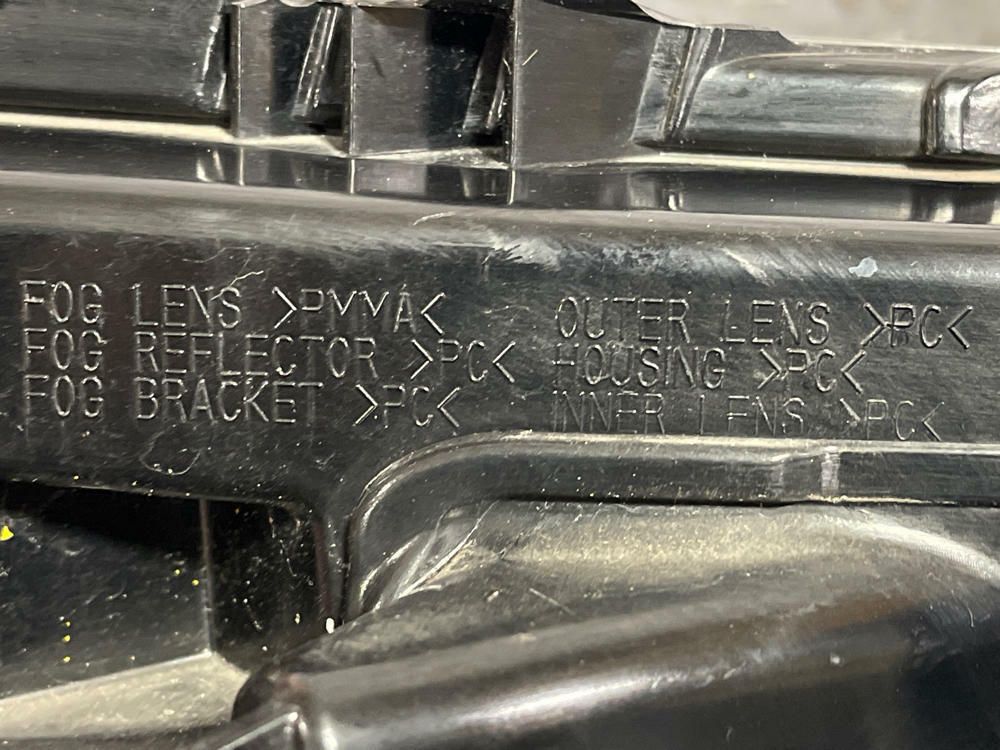 FOG LENS >PMMA<
FOG REFLECTOR >PC<
FOG BRACKET >PC<
OUTER LENS >PC<
HOUSING >PC<
INNER LENS >PC<